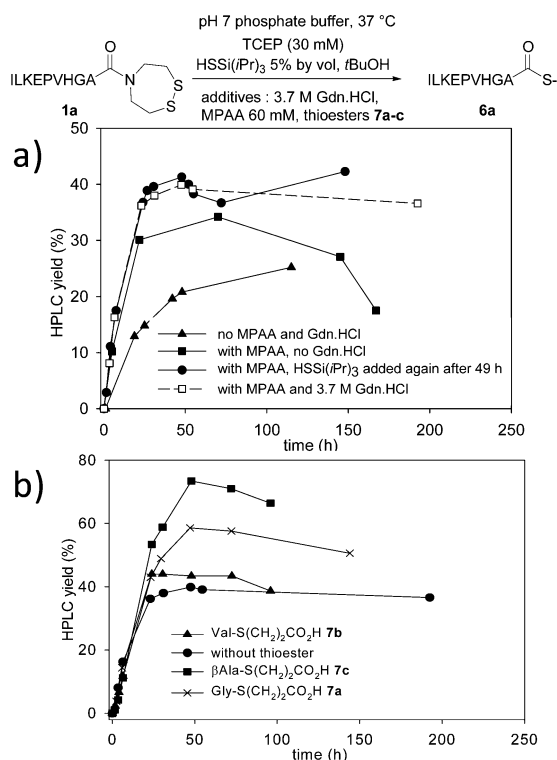 pH 7 phosphate buffer, 37 °C
TCEP (30 mM)
HSSi(iPr)₃ 5% by vol, tBuOH
additives : 3.7 M Gdn.HCl,
MPAA 60 mM, thioesters 7a-c
ILKEPVHGA
O
N
S
S
1a
ILKEPVHGA
O
S-
6a
a)
50
40
30
20
10
0
HPLC yield (%)
no MPAA and Gdn.HCl
with MPAA, no Gdn.HCl
with MPAA, HSSi(iPr)₃ added again after 49 h
with MPAA and 3.7 M Gdn.HCl
0 50 100 150 200 250
time (h)
b)
80
60
40
20
0
HPLC yield (%)
Val-S(CH₂)₂CO₂H 7b
without thioester
βAla-S(CH₂)₂CO₂H 7c
Gly-S(CH₂)₂CO₂H 7a
0 50 100 150 200 250
time (h)